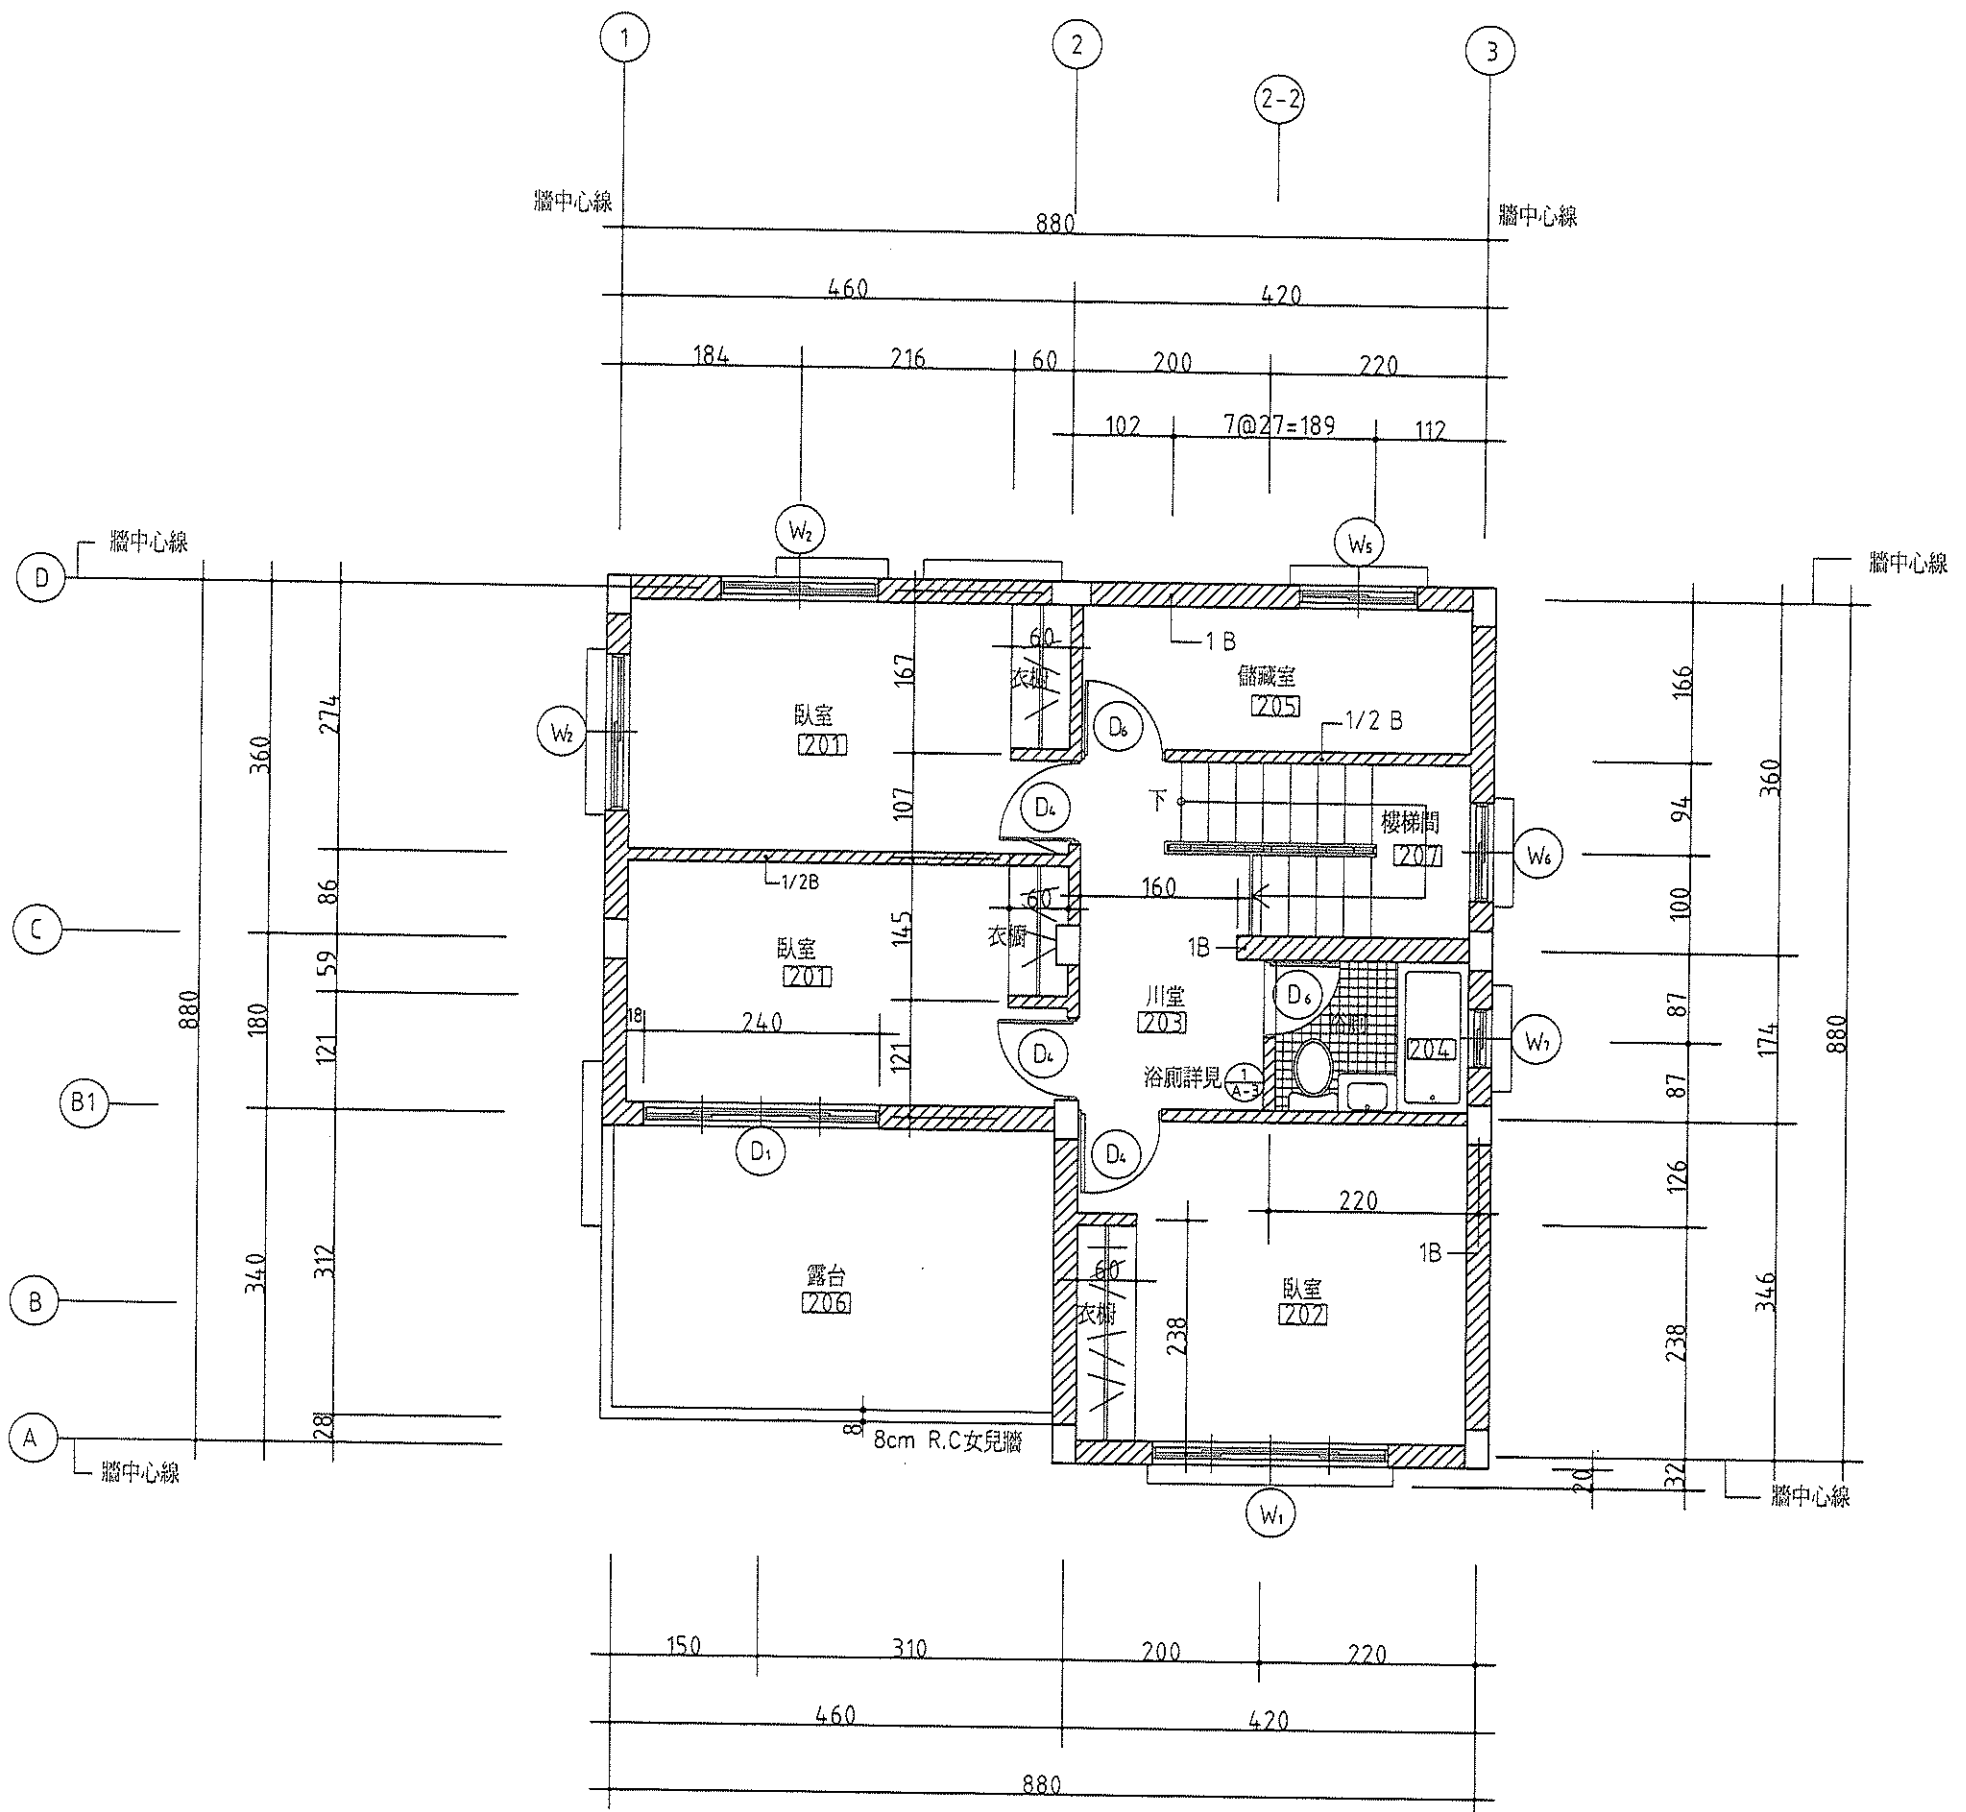 1
2
3
2-2
牆中心線
牆中心線
880
460
420
184
216
60
200
220
102
7@27=189
112
W2
W5
D
牆中心線
牆中心線
60
1 B
衣櫥
儲藏室
205
167
166
274
臥室
201
W2
D6
1/2 B
360
360
下
107
D4
94
樓梯間
207
W6
1/2B
86
60
160
100
C
145
衣櫥
1B
臥室
201
59
880
180
18
240
川堂
203
D6
浴廁
204
W7
87
174
880
121
121
D4
浴廁詳見
1
A-3
87
B1
D1
D4
126
220
1B
340
312
露台
206
60
衣櫥
臥室
202
238
346
238
B
A
牆中心線
28
8
8cm R.C女兒牆
W1
20
32
牆中心線
150
310
200
220
460
420
880